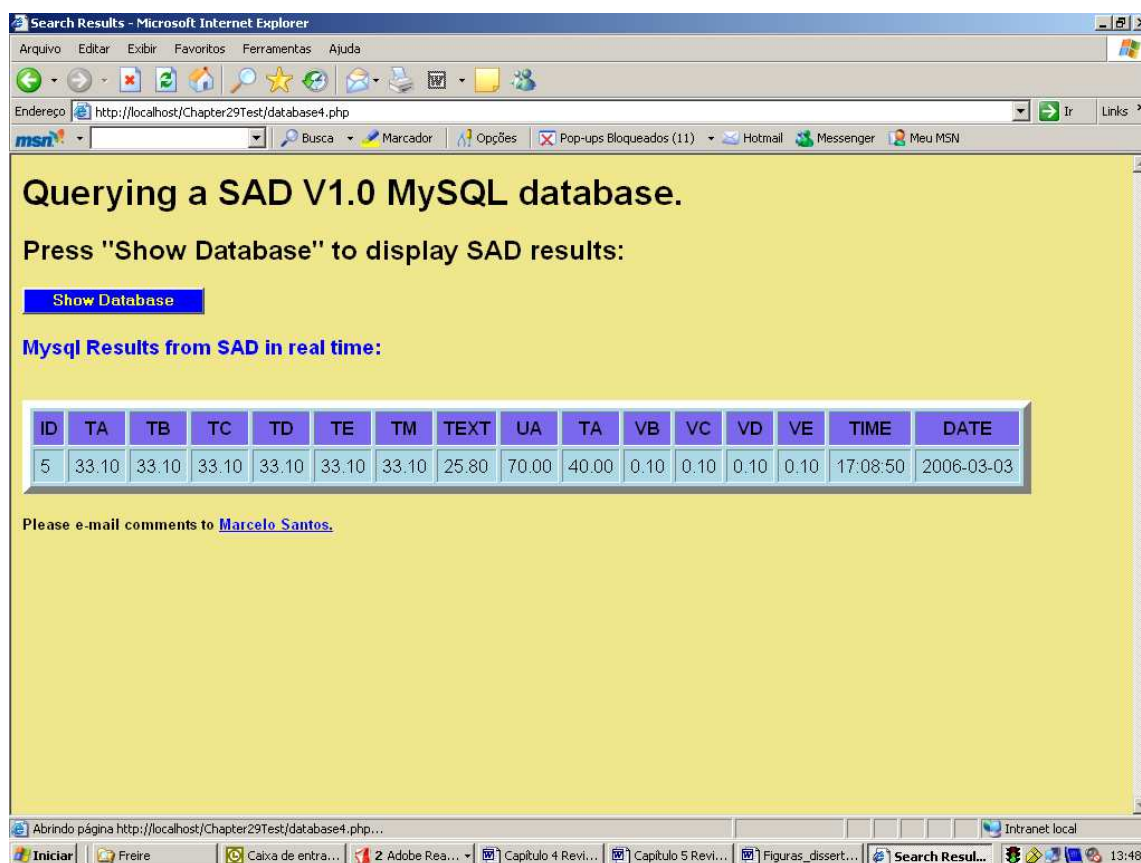 Search Results - Microsoft Internet Explorer
Arquivo Editar Exibir Favoritos Ferramentas Ajuda
Endereço http://localhost/Chapter29Test/database4.php Ir Links
msn Busca Marcador Opções Pop-ups Bloqueados (11) Hotmail Messenger Meu MSN
Querying a SAD V1.0 MySQL database.
Press "Show Database" to display SAD results:
Show Database
Mysql Results from SAD in real time:
ID TA TB TC TD TE TM TEXT UA TA VB VC VD VE TIME DATE
5 33.10 33.10 33.10 33.10 33.10 33.10 25.80 70.00 40.00 0.10 0.10 0.10 0.10 17:08:50 2006-03-03
Please e-mail comments to Marcelo Santos.
Abrindo página http://localhost/Chapter29Test/database4.php... Intranet local
Iniciar Freire Caixa de entra... 2 Adobe Rea... Capítulo 4 Revi... Capítulo 5 Revi... Figuras_dissert... Search Resul...